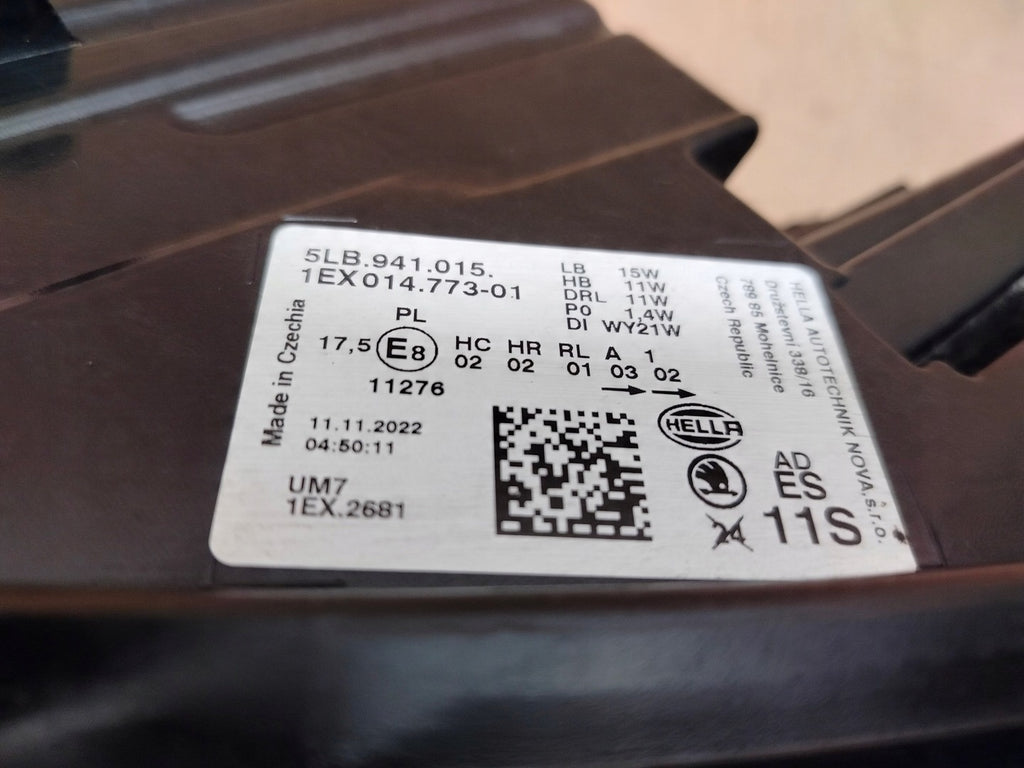 5LB.941.015.
1EX 014.773-01
LB 15W
HB 11W
DRL 11W
PO 1,4W
DI WY21W
PL
17,5 E8 HC HR RL A 1
02 02 01 03 02
11276
Made in Czechia
11.11.2022
04:50:11
UM7
1EX.2681
HELLA
AD
ES
24 11S
HELLA AUTOTECHNIK NOVA,s.r.o.
Družstevní 338/16
789 85 Mohelnice
Czech Republic